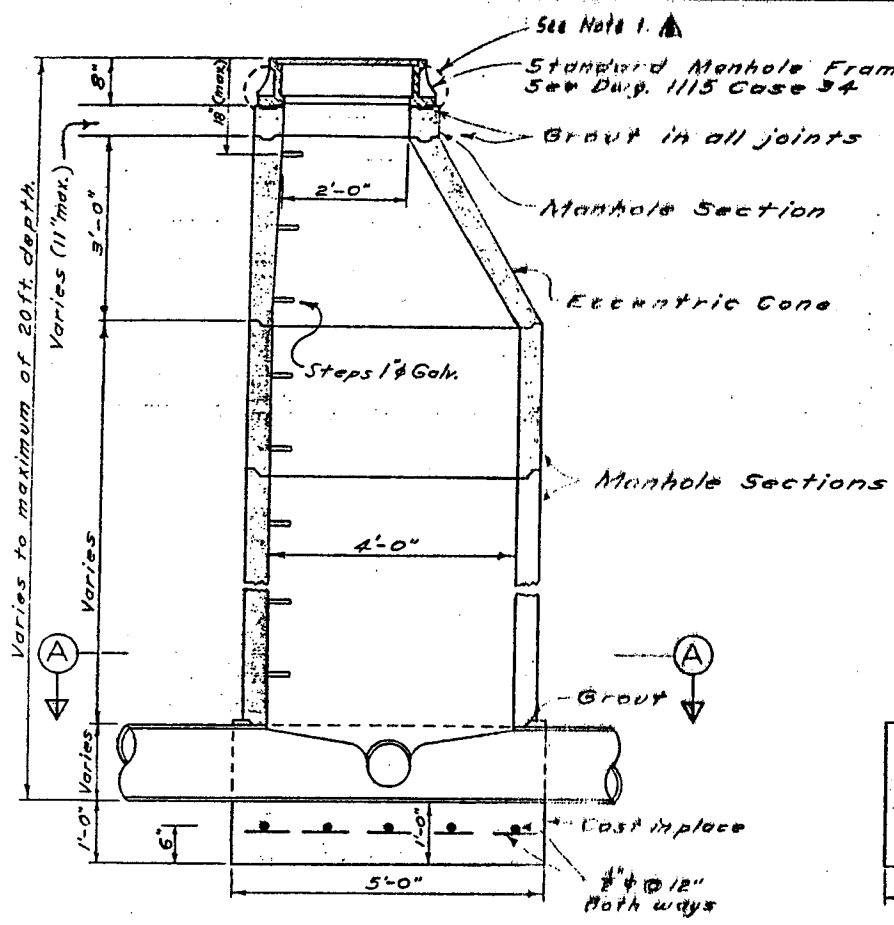 See Note 1.
Standard Manhole Fram
See Dwg. 1115 Case 34
Grout in all joints
Manhole Section
Eccentric Cone
Steps 1"φ Galv.
Manhole Sections
Grout
Cast in place
@ 12"
Both ways
8"
18" (max)
2'-0"
3'-0"
Varies (11" max.)
Varies to maximum of 20 ft. depth.
4'-0"
Varies
A
A
Varies
1'-0"
6"
1'-0"
5'-0"